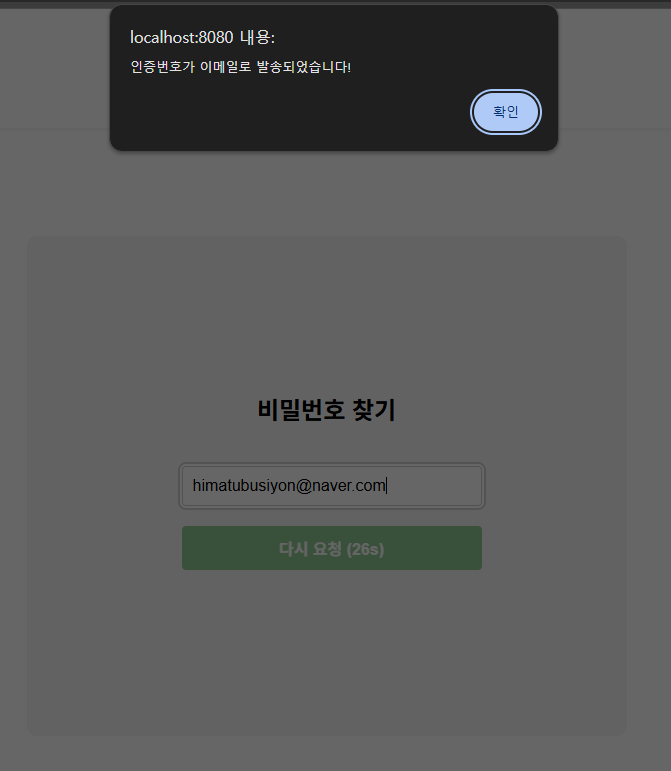 localhost:8080 내용:
인증번호가 이메일로 발송되었습니다!
확인
비밀번호 찾기
himatubusiyon@naver.com
다시 요청 (26s)